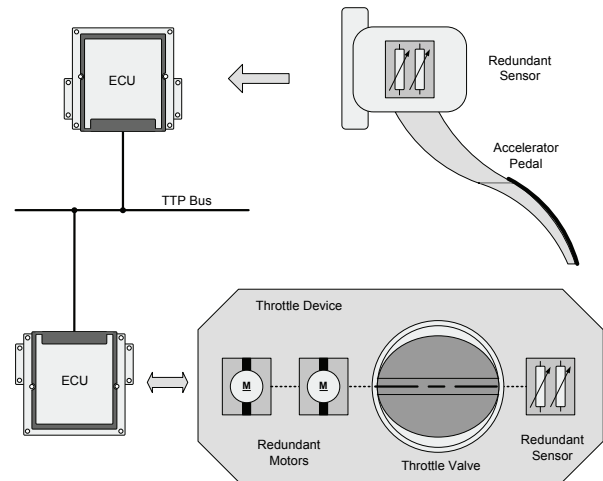 ECU
Redundant
Sensor
Accelerator
Pedal
TTP Bus
Throttle Device
ECU
M
M
Redundant
Motors
Throttle Valve
Redundant
Sensor